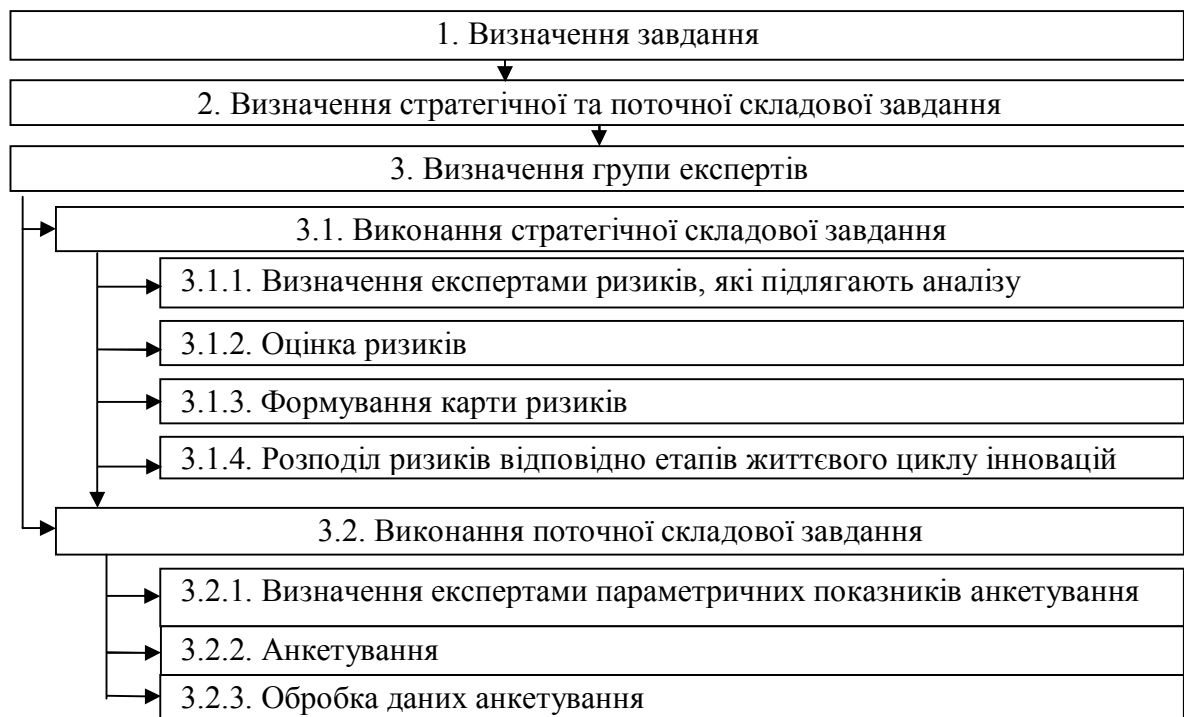 1. Визначення завдання
2. Визначення стратегічної та поточної складової завдання
3. Визначення групи експертів
3.1. Виконання стратегічної складової завдання
3.1.1. Визначення експертами ризиків, які підлягають аналізу
3.1.2. Оцінка ризиків
3.1.3. Формування карти ризиків
3.1.4. Розподіл ризиків відповідно етапів життєвого циклу інновацій
3.2. Виконання поточної складової завдання
3.2.1. Визначення експертами параметричних показників анкетування
3.2.2. Анкетування
3.2.3. Обробка даних анкетування